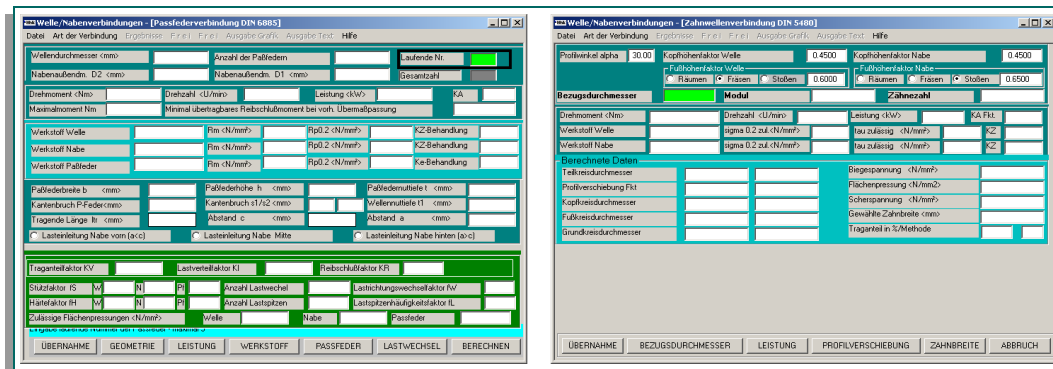 Welle/Nabenverbindungen - [Passfederverbindung DIN 6885]
Datei Art der Verbindung Ergebnisse F r e i F r e i Ausgabe Grafik Ausgabe Text Hilfe
Wellendurchmesser <mm> Anzahl der Paßfedern Laufende Nr.
Nabenaußendm. D2 <mm> Nabenaußendm. D1 <mm> Gesamtzahl
Drehmoment <Nm> Drehzahl <U/min> Leistung <kW> KA
Maximalmoment Nm Minimal übertragbares Reibschlußmoment bei vorh. Übermaßpassung
Werkstoff Welle Rm <N/mm²> Rp0.2 <N/mm²> KZ-Behandlung
Werkstoff Nabe Rm <N/mm²> Rp0.2 <N/mm²> KZ-Behandlung
Werkstoff Paßfeder Rm <N/mm²> Rp0.2 <N/mm²> Ke-Behandlung
Paßfederbreite b <mm> Paßfederhöhe h <mm> Paßfedernuttiefe t <mm>
Kantenbruch P-Feder<mm> Kantenbruch s1/s2 <mm> Wellennuttiefe t1 <mm>
Tragende Länge ltr <mm> Abstand c <mm> Abstand a <mm>
Lasteinleitung Nabe vorn (a<c) Lasteinleitung Nabe Mitte Lasteinleitung Nabe hinten (a>c)
Traganteilfaktor KV Lastverteilfaktor KI Reibschlußfaktor KR
Stützfaktor fS W N Pf Anzahl Lastwechsel Lastrichtungswechselfaktor fW
Härtefaktor fH W N Pf Anzahl Lastspitzen Lastspitzenhäufigkeitsfaktor fL
Zulässige Flächenpressungen <N/mm²> Welle Nabe Passfeder
Eingabe laufende Nummer der Passfeder - maximal 5
ÜBERNAHME GEOMETRIE LEISTUNG WERKSTOFF PASSFEDER LASTWECHSEL BERECHNEN
Welle/Nabenverbindungen - [Zahnwellenverbindung DIN 5480]
Datei Art der Verbindung Ergebnisse F r e i F r e i Ausgabe Grafik Ausgabe Text Hilfe
Profilwinkel alpha 30.00 Kopfhöhenfaktor Welle 0.4500 Kopfhöhenfaktor Nabe 0.4500
Fußhöhenfaktor Welle Fußhöhenfaktor Nabe
Räumen Fräsen Stoßen 0.6000 Räumen Fräsen Stoßen 0.6500
Bezugsdurchmesser Modul Zähnezahl
Drehmoment <Nm> Drehzahl <U/min> Leistung <kW> KA Fkt.
Werkstoff Welle sigma 0.2 zul.<N/mm²> tau zulässig <N/mm²> KZ
Werkstoff Nabe sigma 0.2 zul.<N/mm²> tau zulässig <N/mm²> KZ
Berechnete Daten
Teilkreisdurchmesser Biegespannung <N/mm²>
Profilverschiebung Fkt Flächenpressung <N/mm2>
Kopfkreisdurchmesser Scherspannung <N/mm²>
Fußkreisdurchmesser Gewählte Zahnbreite <mm>
Grundkreisdurchmesser Traganteil in %/Methode
ÜBERNAHME BEZUGSDURCHMESSER LEISTUNG PROFILVERSCHIEBUNG ZAHNBREITE ABBRUCH